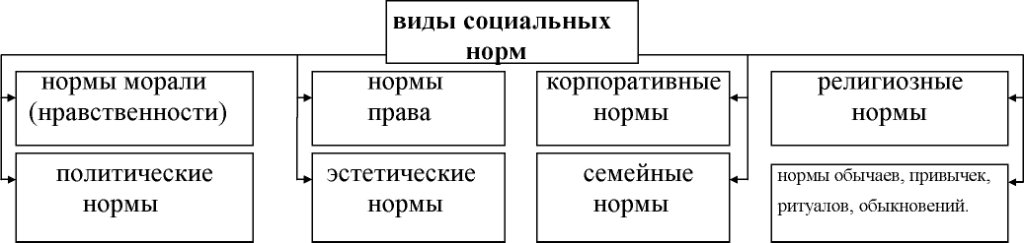 виды социальных
норм
нормы морали
(нравственности)
нормы
права
корпоративные
нормы
религиозные
нормы
политические
нормы
эстетические
нормы
семейные
нормы
нормы обычаев, привычек,
ритуалов, обыкновений.